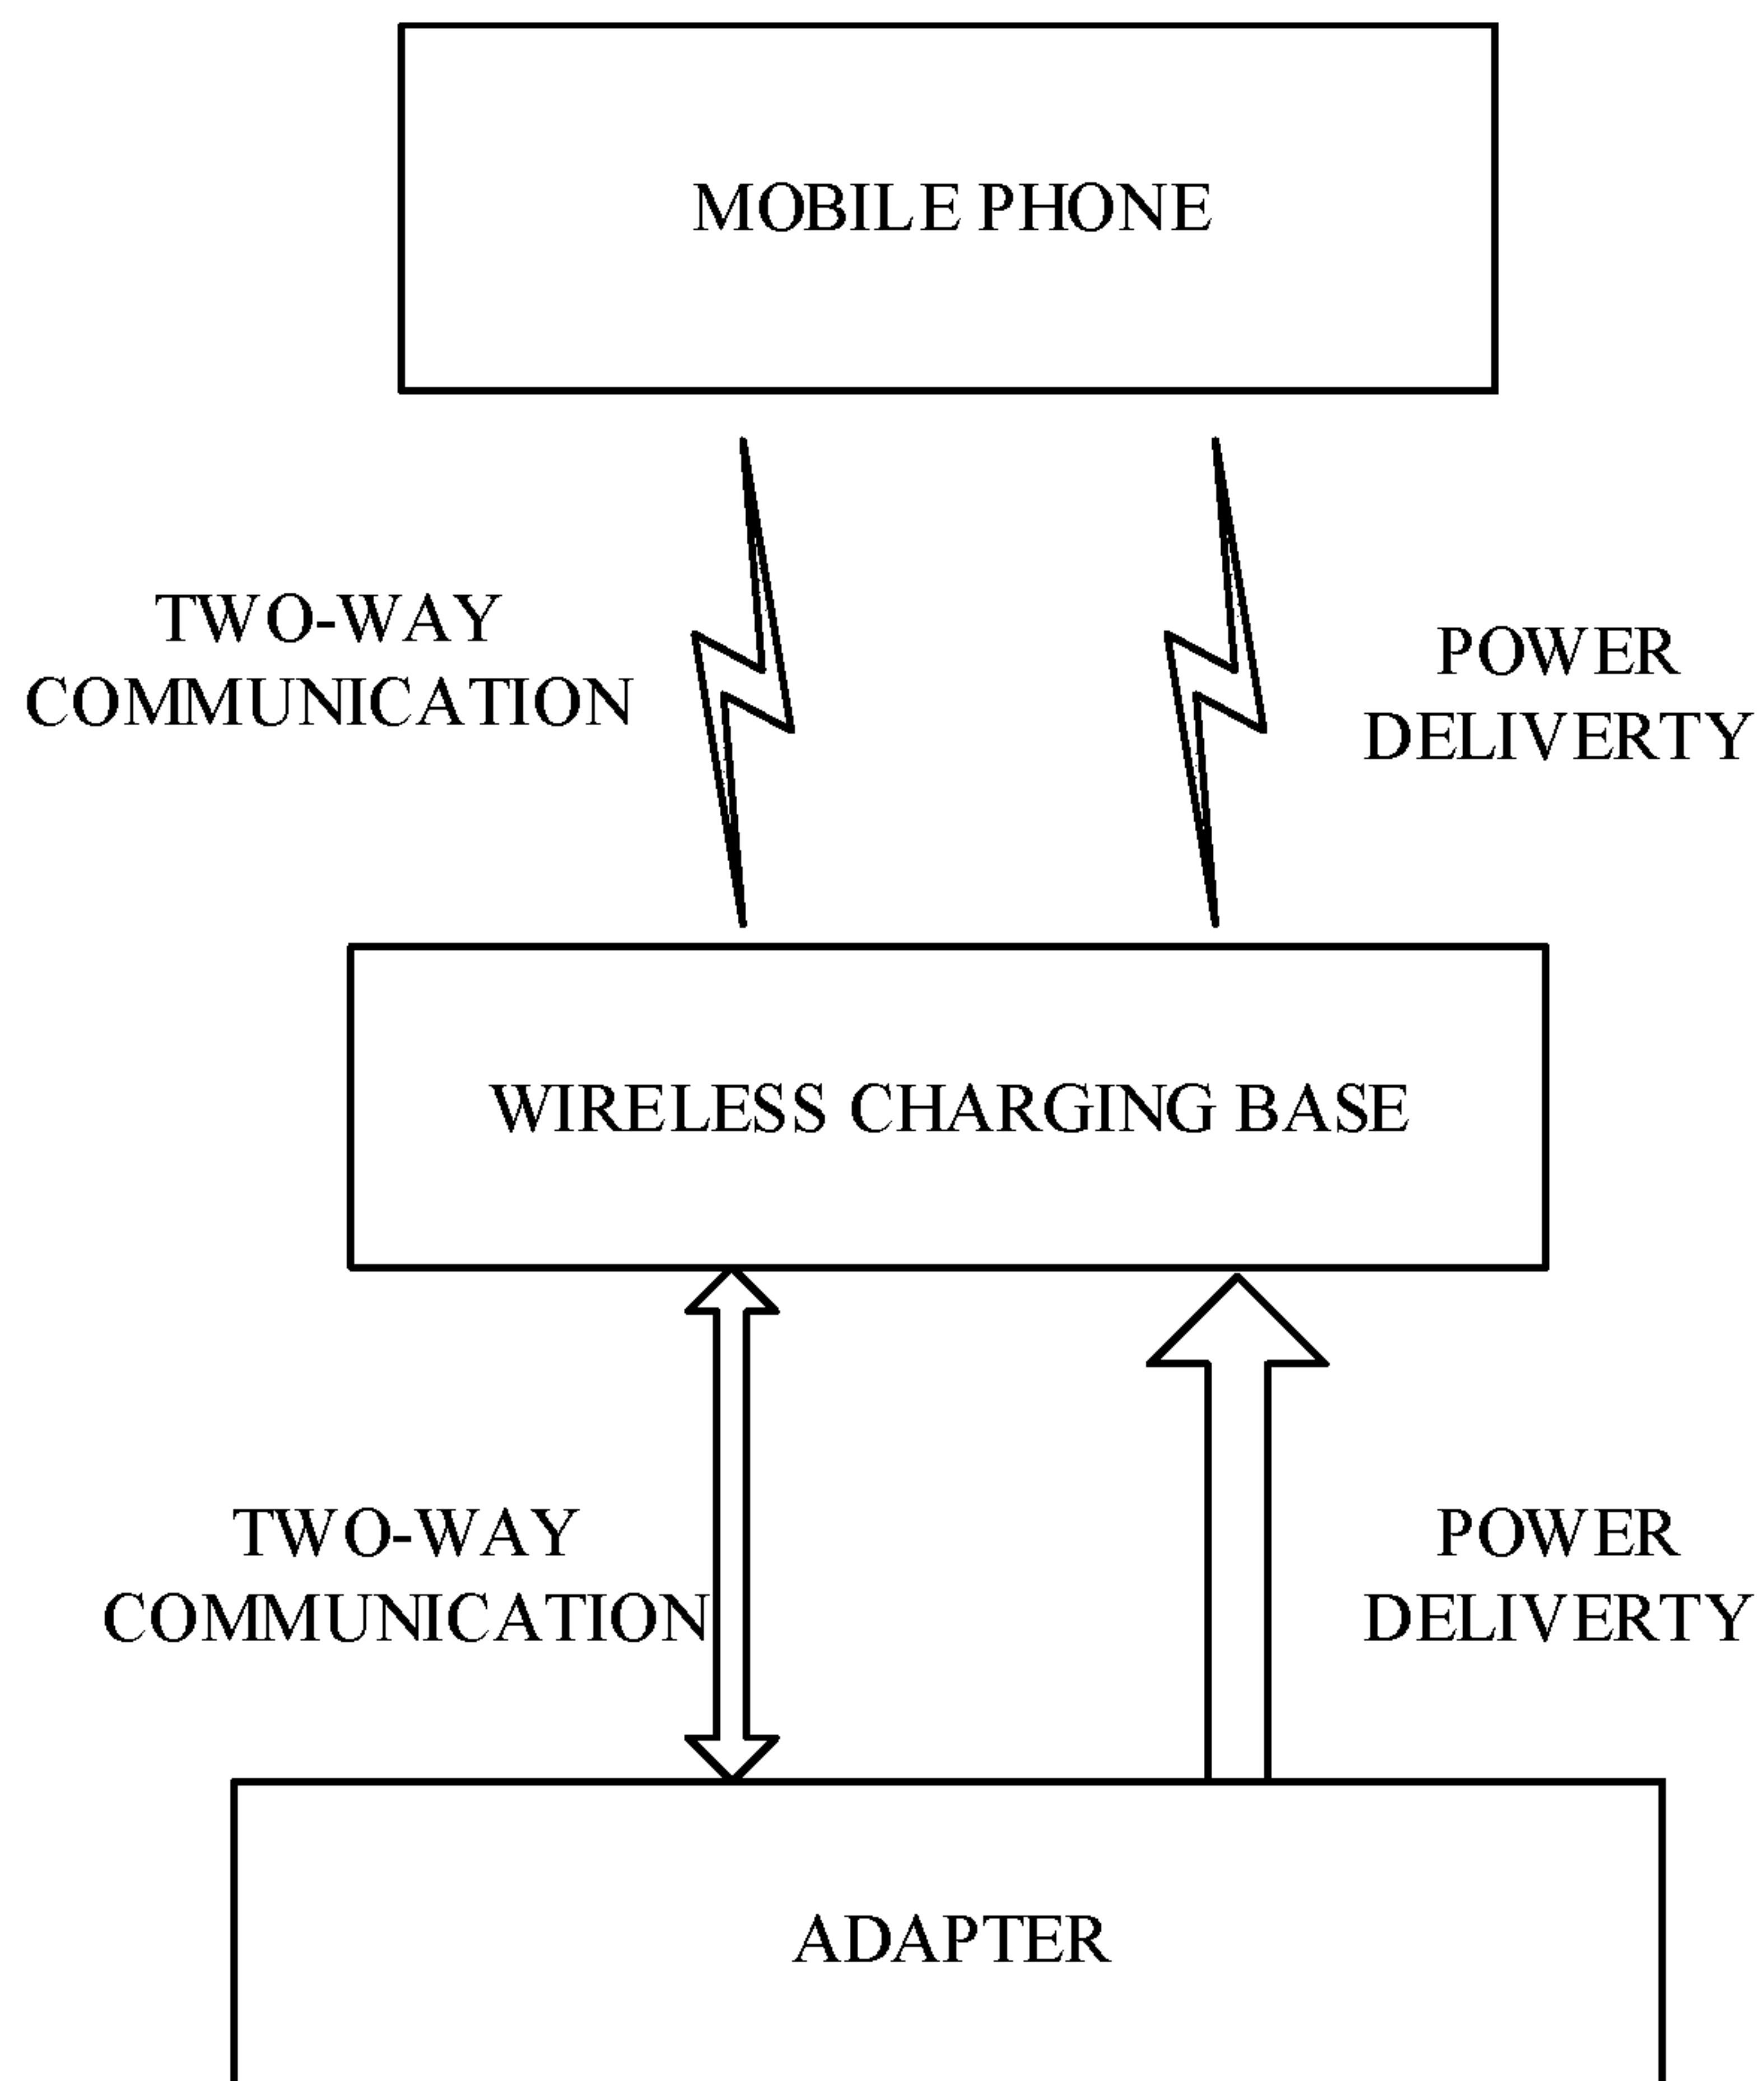 MOBILE PHONE
TWO-WAY
COMMUNICATION
POWER
DELIVERTY
WIRELESS CHARGING BASE
TWO-WAY
COMMUNICATION
POWER
DELIVERTY
ADAPTER